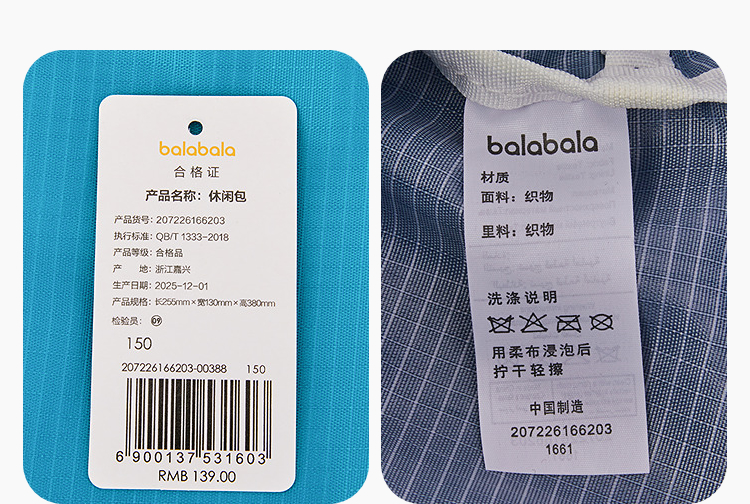 balabala
合格证
产品名称：休闲包
产品货号：207226166203
执行标准：QB/T 1333-2018
产品等级：合格品
产 地：浙江嘉兴
生产日期：2025-12-01
产品规格：长255mm×宽130mm×高380mm
检验员：09
150
207226166203-00388 150
6 900137 531603
RMB 139.00
balabala
材质
面料：织物
里料：织物
洗涤说明
用柔布浸泡后
拧干轻擦
中国制造
207226166203
1661